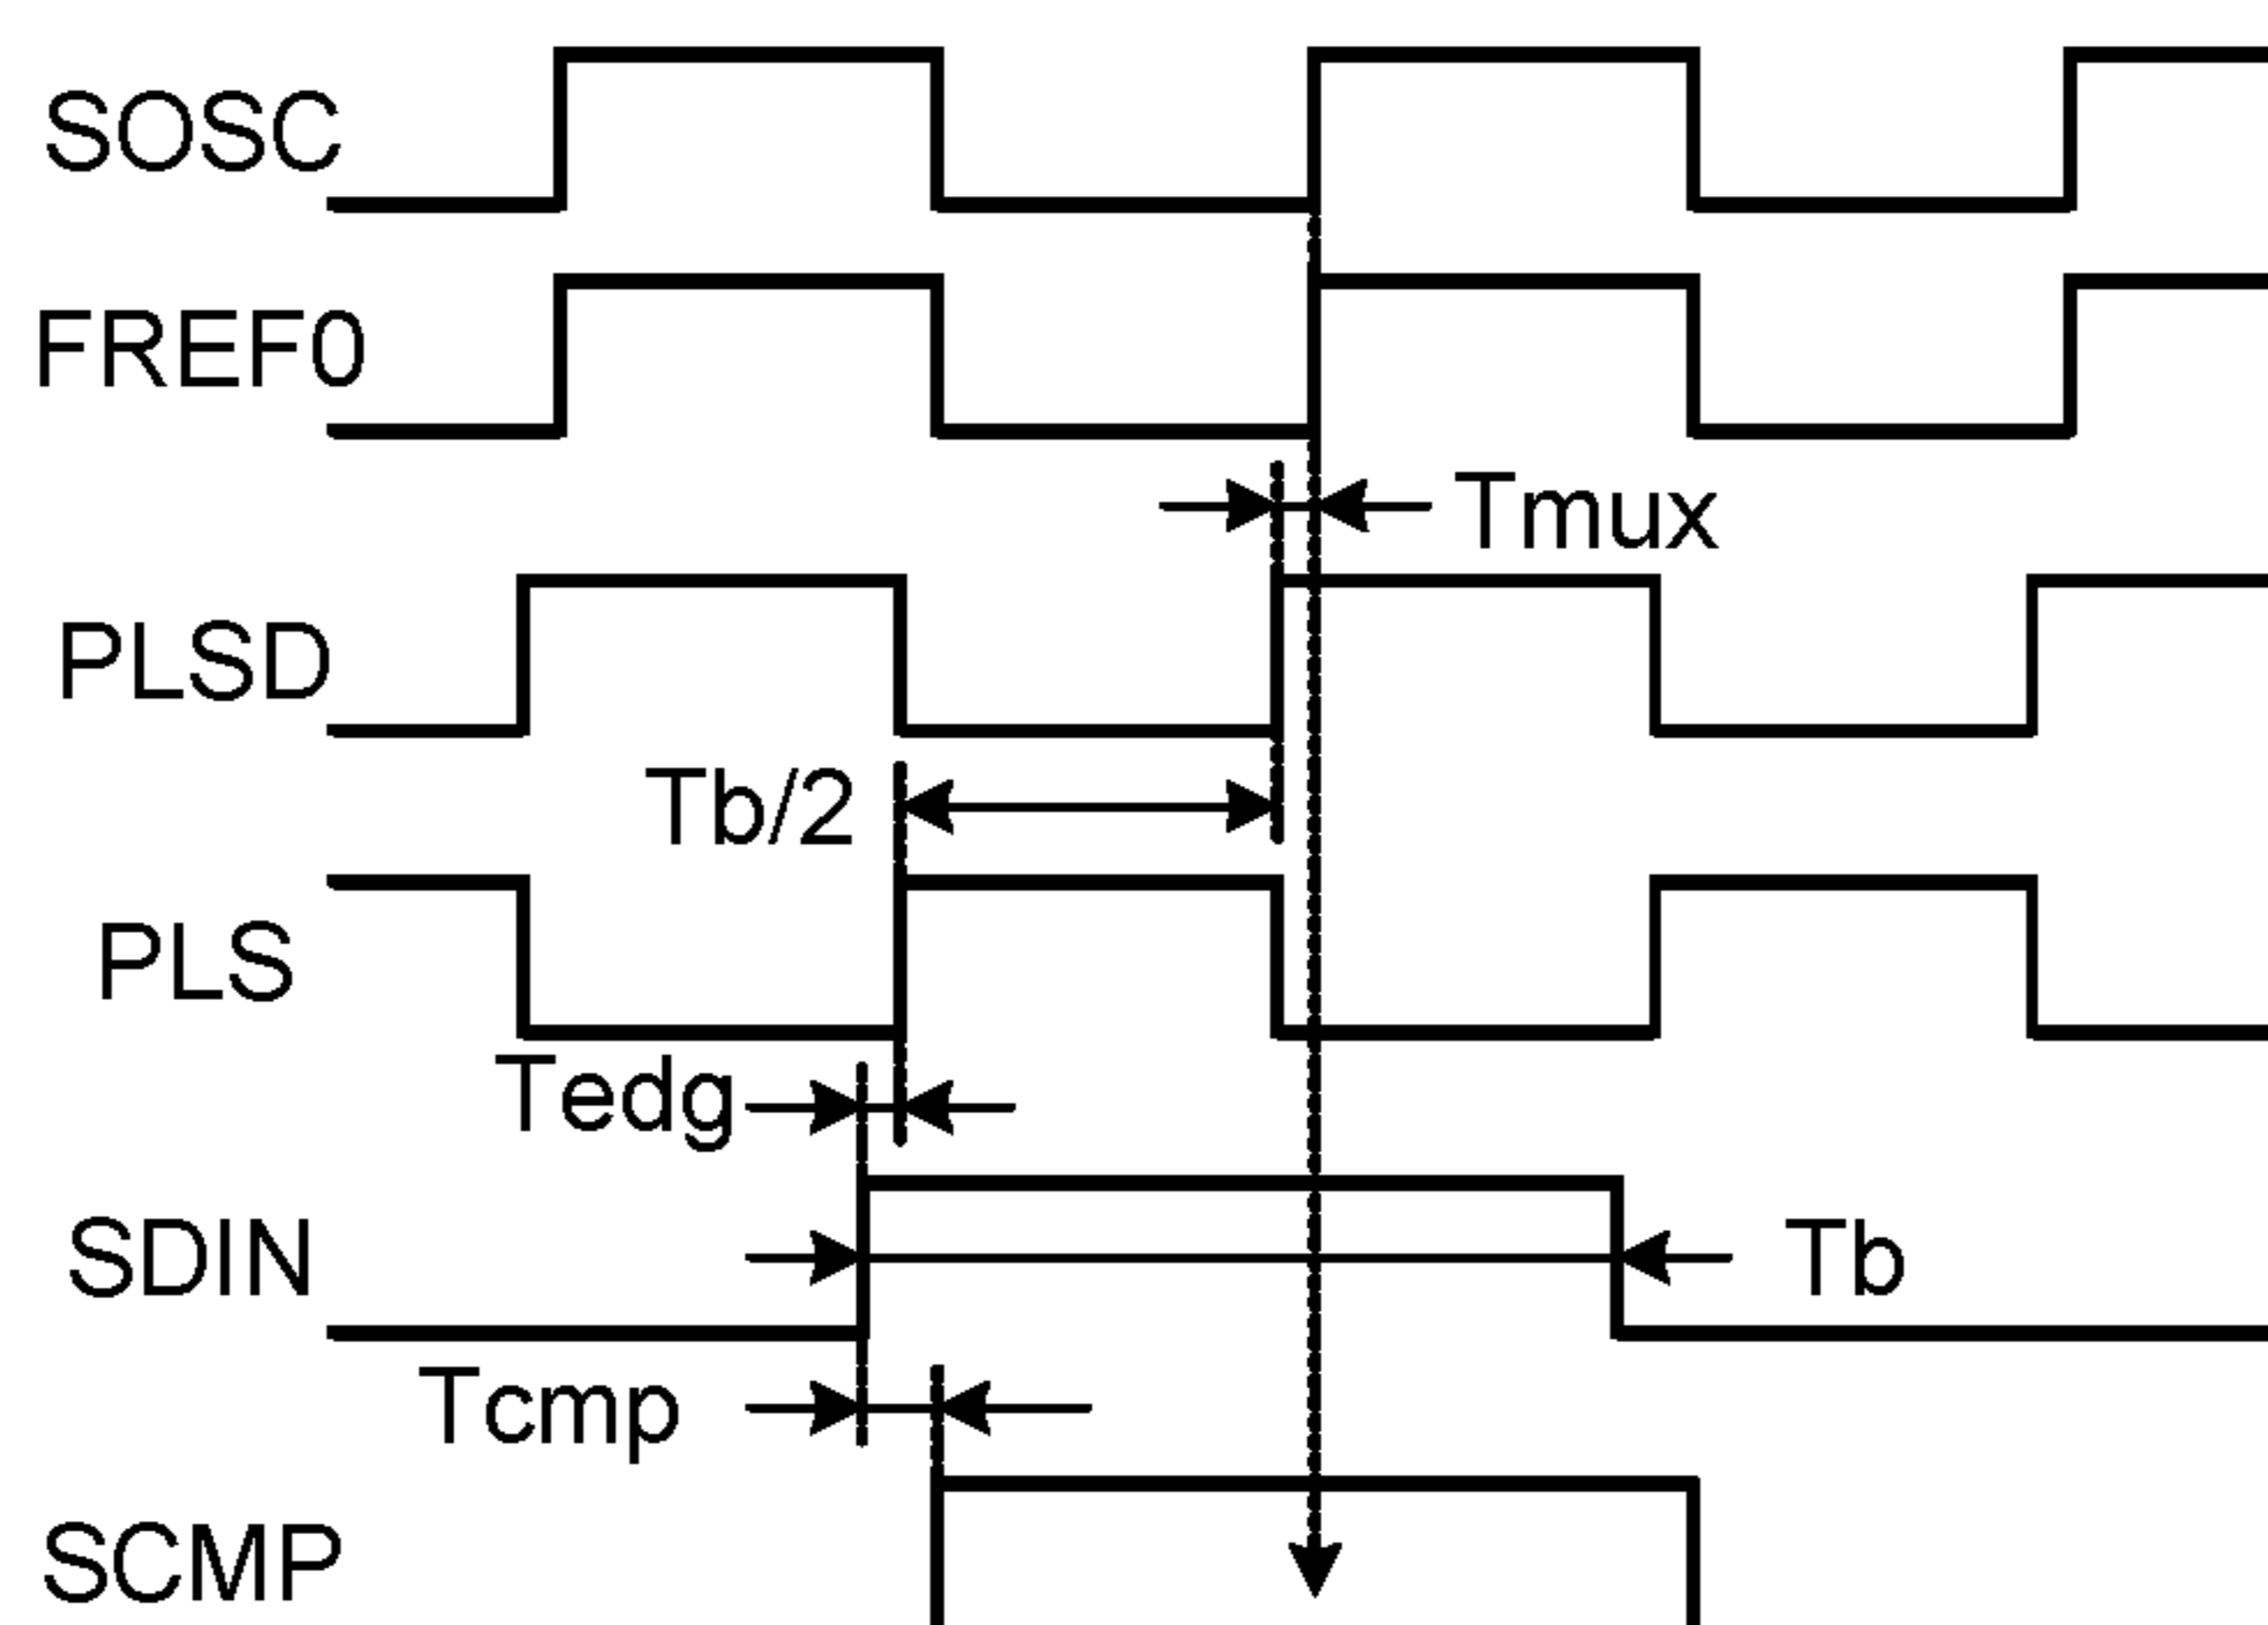 SOSC
FREF0
Tmux
PLSD
Tb/2
PLS
Tedg
SDIN
Tb
Tcmp
SCMP